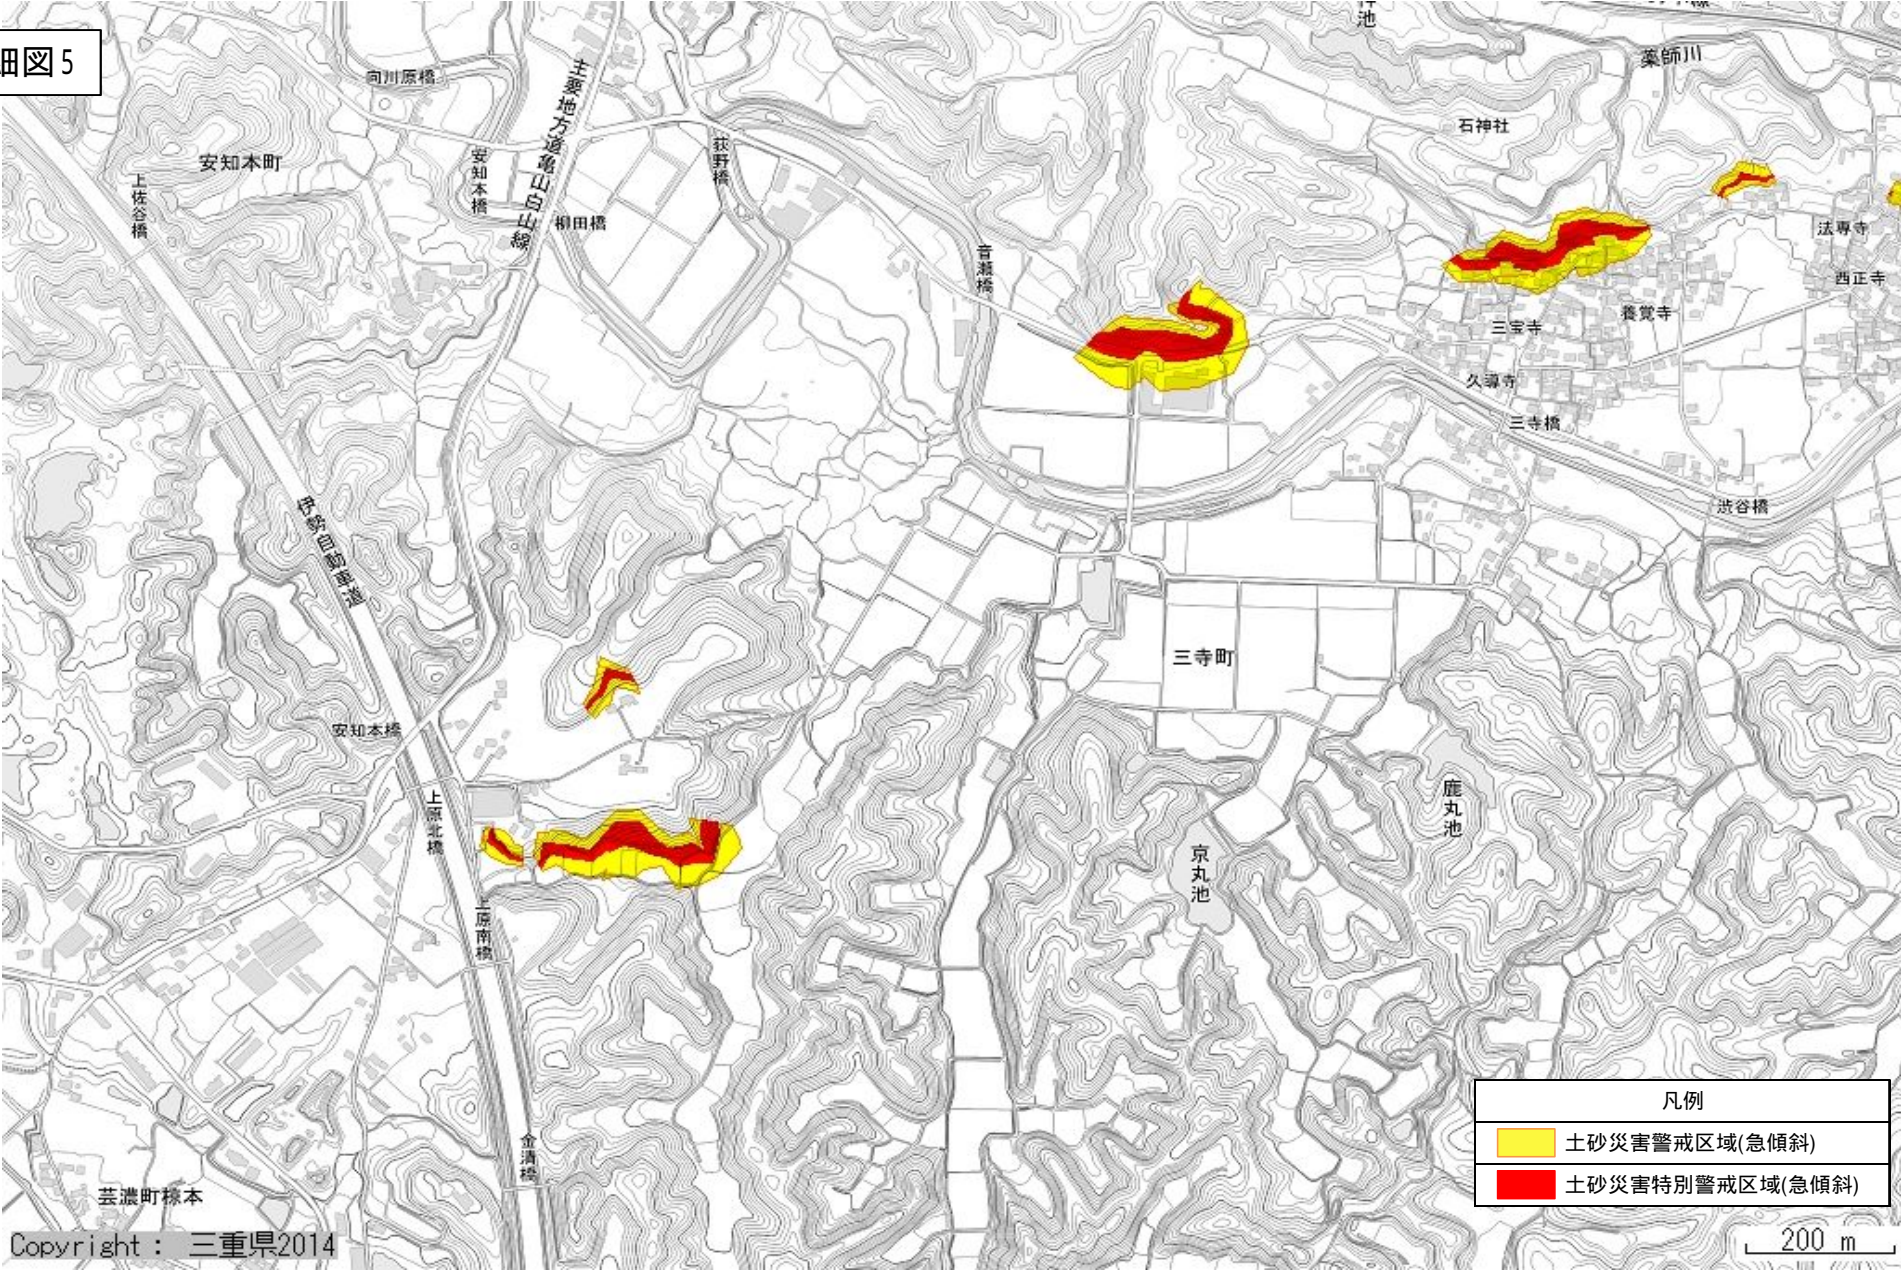 細図5
向川原橋
主要地方道亀山白山線
薬師川
石神社
安知本町
安知本橋
荻野橋
上佐谷橋
柳田橋
音瀬橋
法専寺
西正寺
養覚寺
三宝寺
久導寺
三寺橋
渋谷橋
伊勢自動車道
三寺町
安知本橋
上原北橋
鹿丸池
京丸池
上原南橋
金清橋
芸濃町椋本
凡例
土砂災害警戒区域(急傾斜)
土砂災害特別警戒区域(急傾斜)
Copyright : 三重県2014
200 m